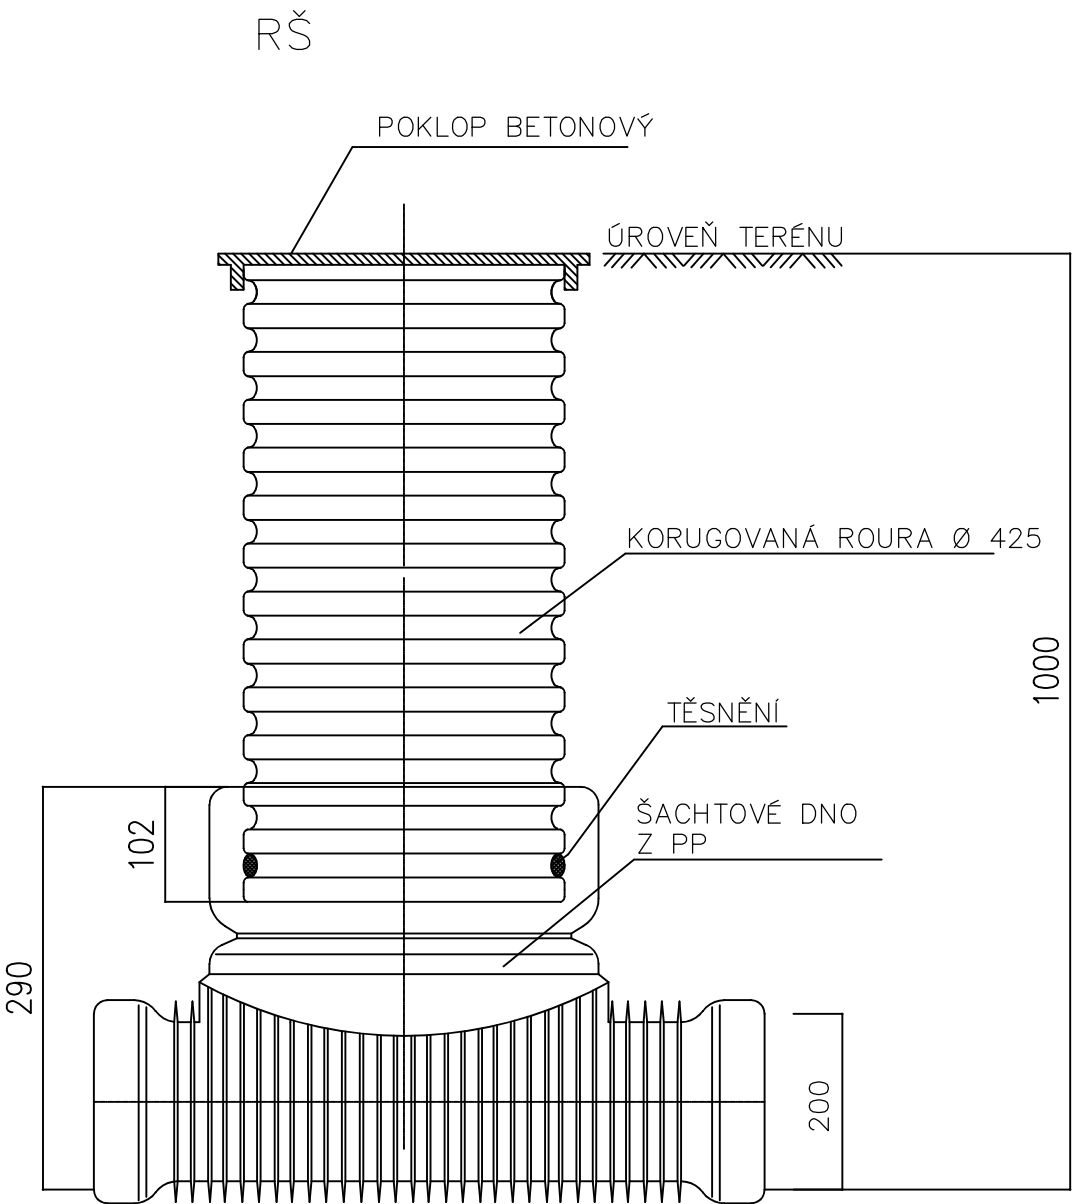 RŠ
POKLOP BETONOVÝ
ÚROVEŇ TERÉNU
KORUGOVANÁ ROURA Ø 425
1000
TĚSNĚNÍ
ŠACHTOVÉ DNO
Z PP
102
290
200